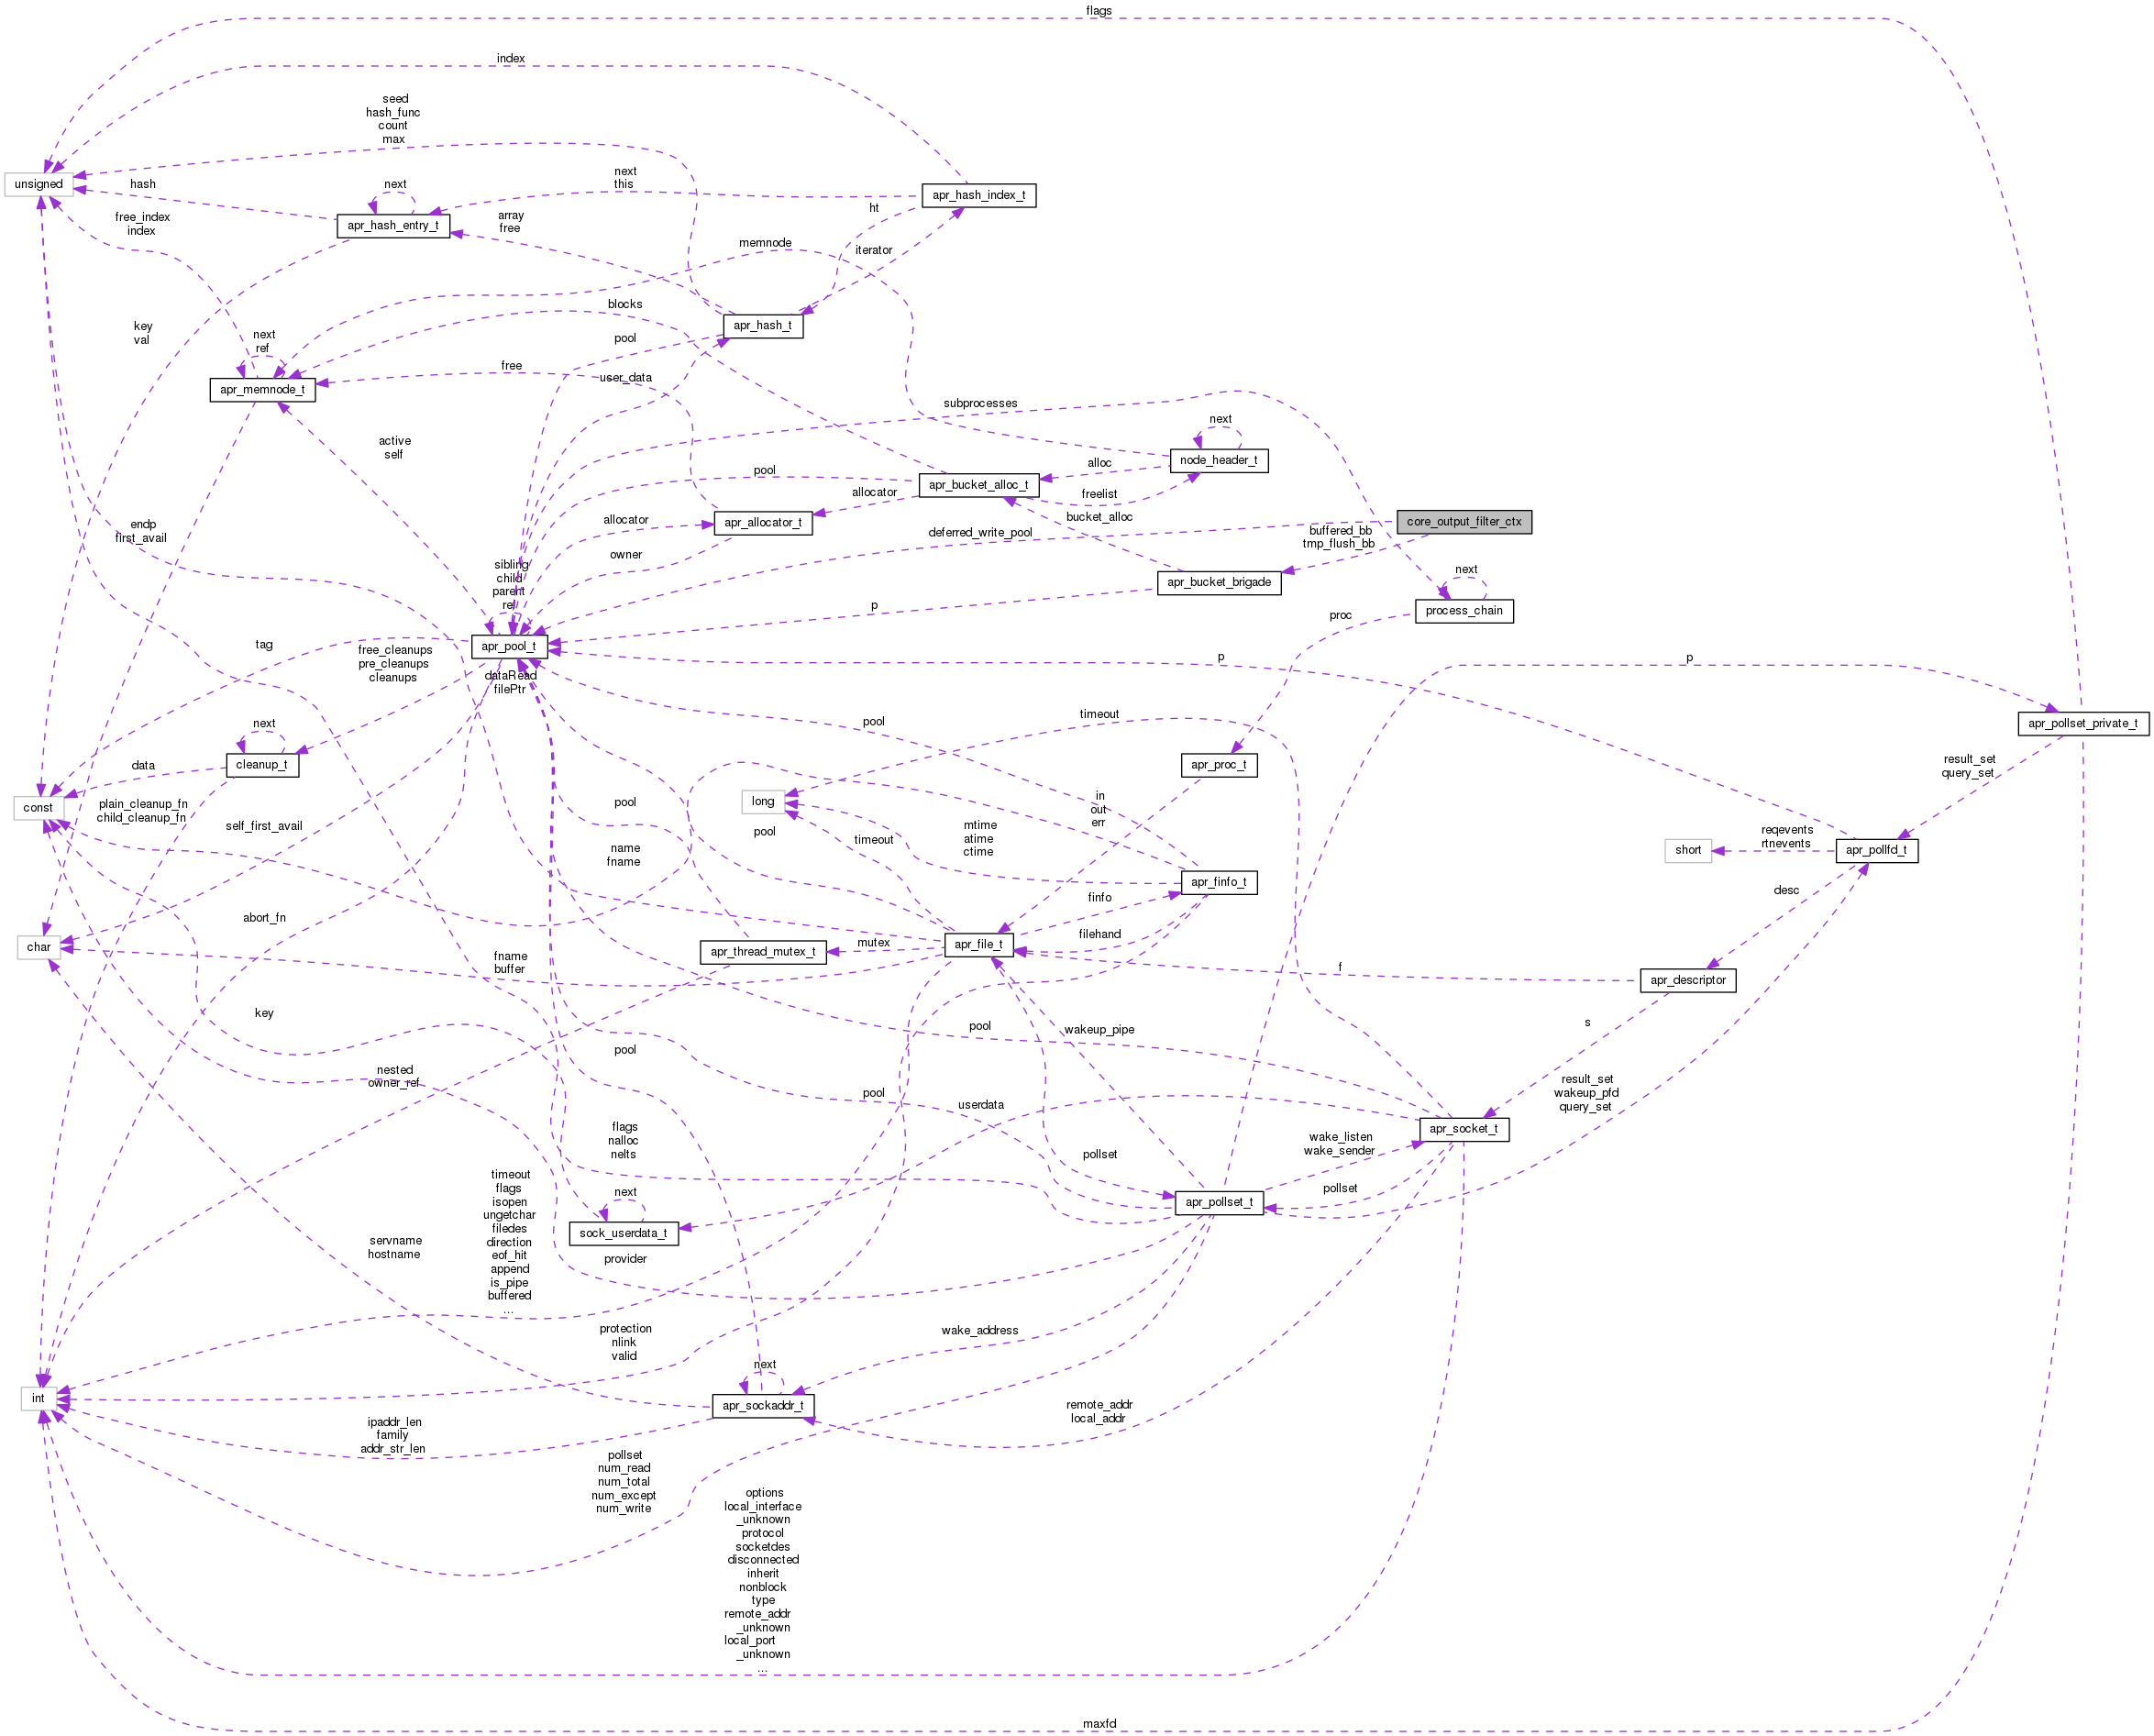 flags
index
seed
hash_func
count
max
unsigned
hash
next
next
this
apr_hash_index_t
free_index
index
apr_hash_entry_t
array
free
ht
memnode
iterator
key
val
blocks
apr_hash_t
next
ref
pool
apr_memnode_t
free
user_data
subprocesses
next
active
self
node_header_t
alloc
pool
apr_bucket_alloc_t
allocator
freelist
endp
first_avail
allocator
apr_allocator_t
bucket_alloc
core_output_filter_ctx
deferred_write_pool
buffered_bb
tmp_flush_bb
owner
sibling
child
parent
ref
apr_bucket_brigade
next
process_chain
p
proc
tag
free_cleanups
pre_cleanups
cleanups
apr_pool_t
dataRead
filePtr
p
p
next
cleanup_t
pool
timeout
apr_pollset_private_t
data
const
plain_cleanup_fn
child_cleanup_fn
pool
long
apr_proc_t
in
out
err
result_set
query_set
self_first_avail
pool
name
fname
timeout
mtime
atime
ctime
short
reqevents
rtnevents
apr_pollfd_t
apr_finfo_t
finfo
desc
abort_fn
char
fname
buffer
apr_thread_mutex_t
mutex
apr_file_t
filehand
f
apr_descriptor
key
pool
pool
wakeup_pipe
s
nested
owner_ref
pool
userdata
result_set
wakeup_pfd
query_set
flags
nalloc
nelts
wake_listen
wake_sender
apr_socket_t
pollset
timeout
flags
isopen
ungetchar
filedes
direction
eof_hit
append
is_pipe
buffered
...
next
sock_userdata_t
apr_pollset_t
pollset
servname
hostname
provider
protection
nlink
valid
wake_address
int
next
apr_sockaddr_t
remote_addr
local_addr
ipaddr_len
family
addr_str_len
pollset
num_read
num_total
num_except
num_write
options
local_interface
_unknown
protocol
socketdes
disconnected
inherit
nonblock
type
remote_addr
_unknown
local_port
_unknown
...
maxfd